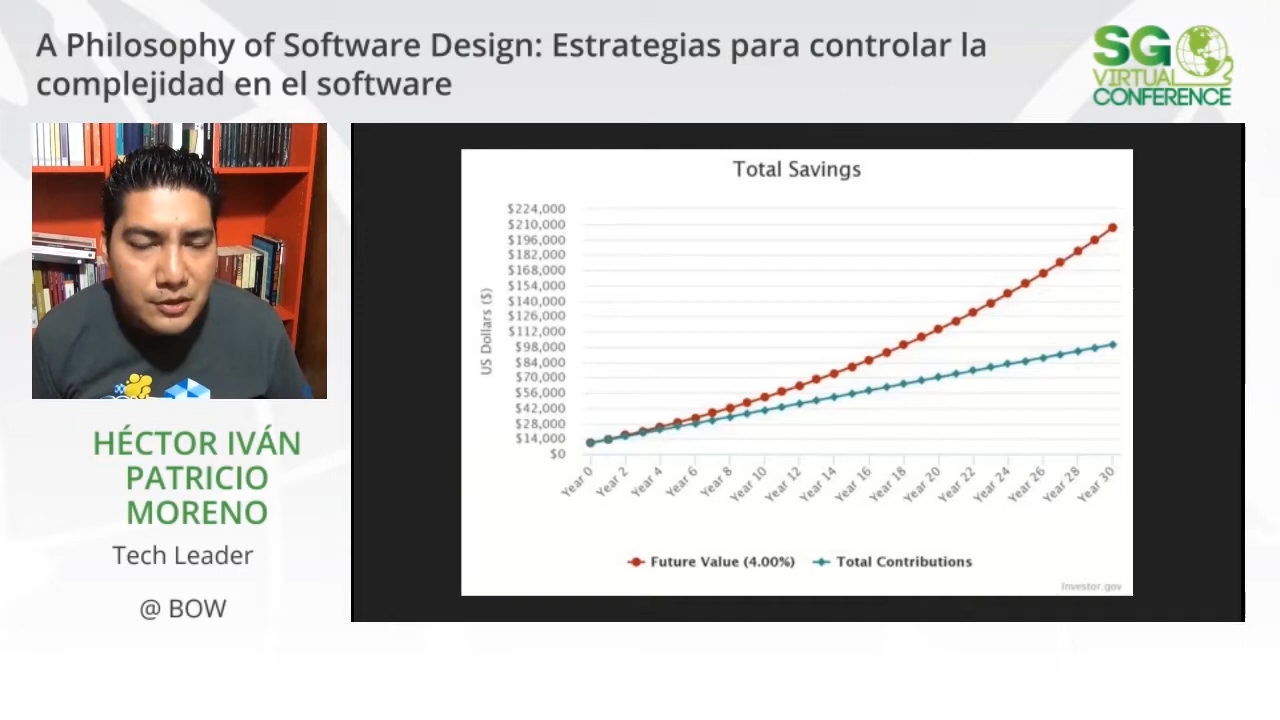 A Philosophy of Software Design: Estrategias para controlar la
complejidad en el software
SG
VIRTUAL
CONFERENCE
HÉCTOR IVÁN
PATRICIO
MORENO
Tech Leader
@ BOW
Total Savings
US Dollars ($)
$224,000
$210,000
$196,000
$182,000
$168,000
$154,000
$140,000
$126,000
$112,000
$98,000
$84,000
$70,000
$56,000
$42,000
$28,000
$14,000
$0
Year 0
Year 2
Year 4
Year 6
Year 8
Year 10
Year 12
Year 14
Year 16
Year 18
Year 20
Year 22
Year 24
Year 26
Year 28
Year 30
Future Value (4.00%)
Total Contributions
Investor.gov